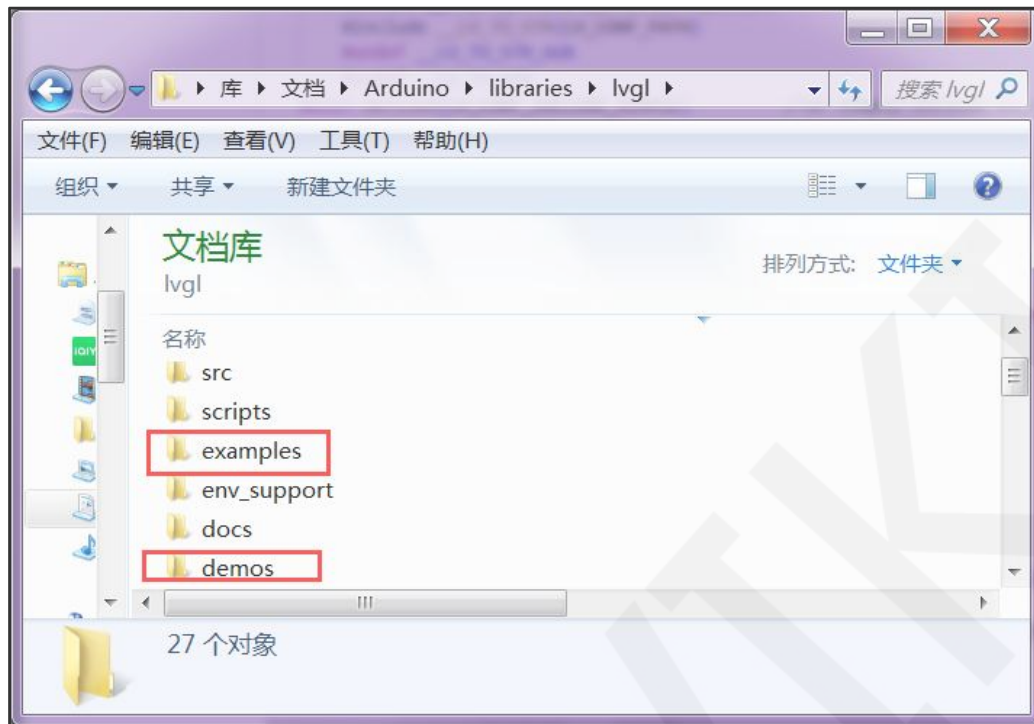 库 文档 Arduino libraries lvgl
搜索 lvgl
文件(F) 编辑(E) 查看(V) 工具(T) 帮助(H)
组织 共享 新建文件夹
文档库
lvgl
排列方式: 文件夹
名称
src
scripts
examples
env_support
docs
demos
27 个对象